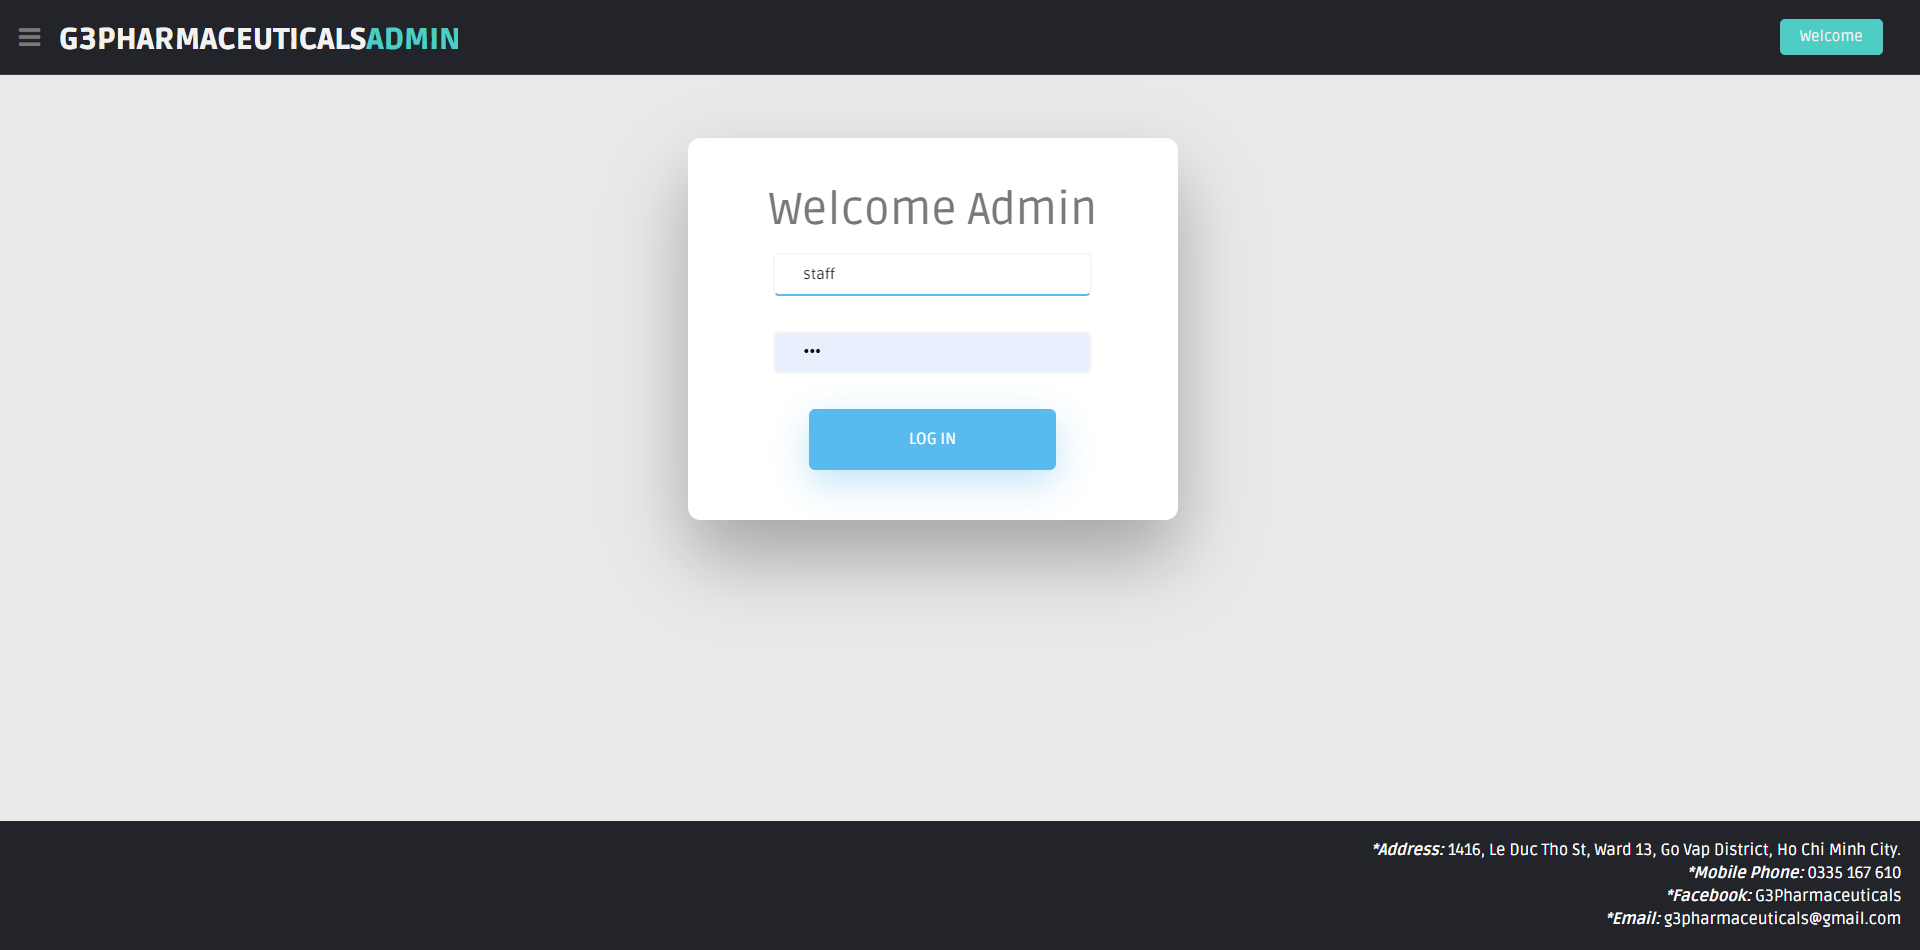 G3PHARMACEUTICALSADMIN
Welcome
Welcome Admin
staff
•••
LOG IN
*Address: 1416, Le Duc Tho St, Ward 13, Go Vap District, Ho Chi Minh City.
*Mobile Phone: 0335 167 610
*Facebook: G3Pharmaceuticals
*Email: g3pharmaceuticals@gmail.com